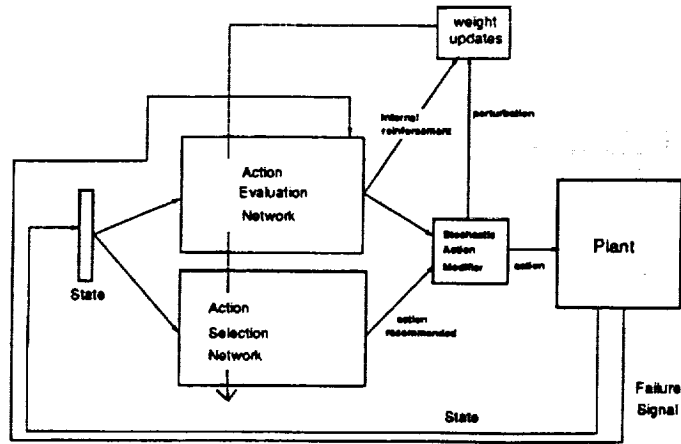 weight
updates
Internal
reinforcement
perturbation
Action
Evaluation
Network
Stochastic
Action
Modifier
action
Plant
State
Action
Selection
Network
action
recommended
Failure
Signal
State